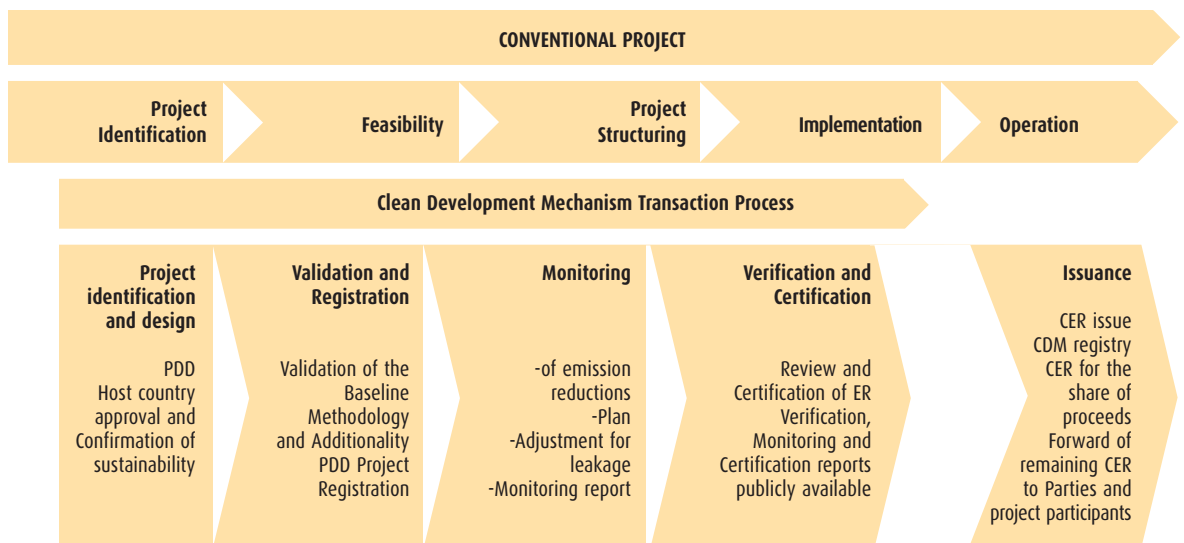 CONVENTIONAL PROJECT
Project
Identification
Feasibility
Project
Structuring
Implementation
Operation
Clean Development Mechanism Transaction Process
Project
identification
and design
PDD
Host country
approval and
Confirmation of
sustainability
Validation and
Registration
Validation of the
Baseline
Methodology
and Additionality
PDD Project
Registration
Monitoring
-of emission
reductions
-Plan
-Adjustment for
leakage
-Monitoring report
Verification and
Certification
Review and
Certification of ER
Verification,
Monitoring and
Certification reports
publicly available
Issuance
CER issue
CDM registry
CER for the
share of
proceeds
Forward of
remaining CER
to Parties and
project participants